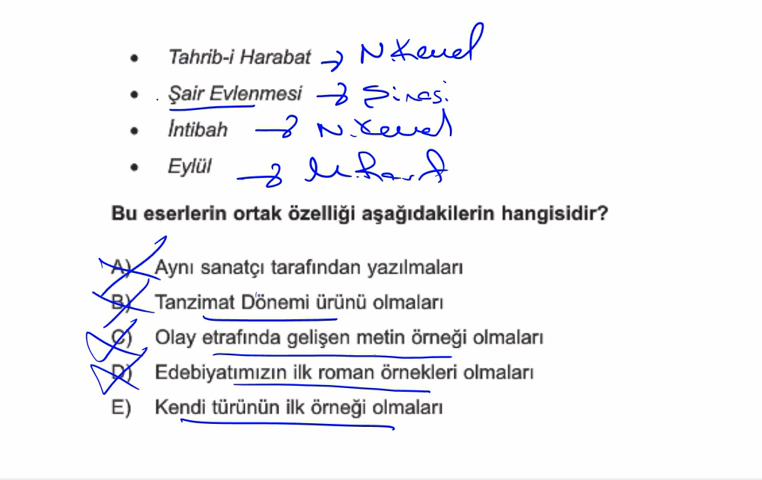 • Tahrib-i Harabat → N.Kemal
• Şair Evlenmesi → Şinasi
• İntibah → N.Kemal
• Eylül → M.Rauf
Bu eserlerin ortak özelliği aşağıdakilerin hangisidir?
A) Aynı sanatçı tarafından yazılmaları
B) Tanzimat Dönemi ürünü olmaları
C) Olay etrafında gelişen metin örneği olmaları
D) Edebiyatımızın ilk roman örnekleri olmaları
E) Kendi türünün ilk örneği olmaları